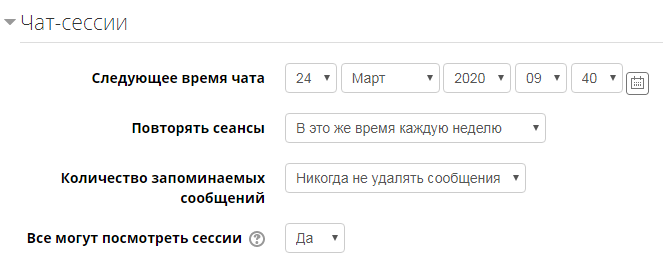 Чат-сессии
Следующее время чата 24 Март 2020 09 40
Повторять сеансы В это же время каждую неделю
Количество запоминаемых сообщений Никогда не удалять сообщения
Все могут посмотреть сессии ? Да